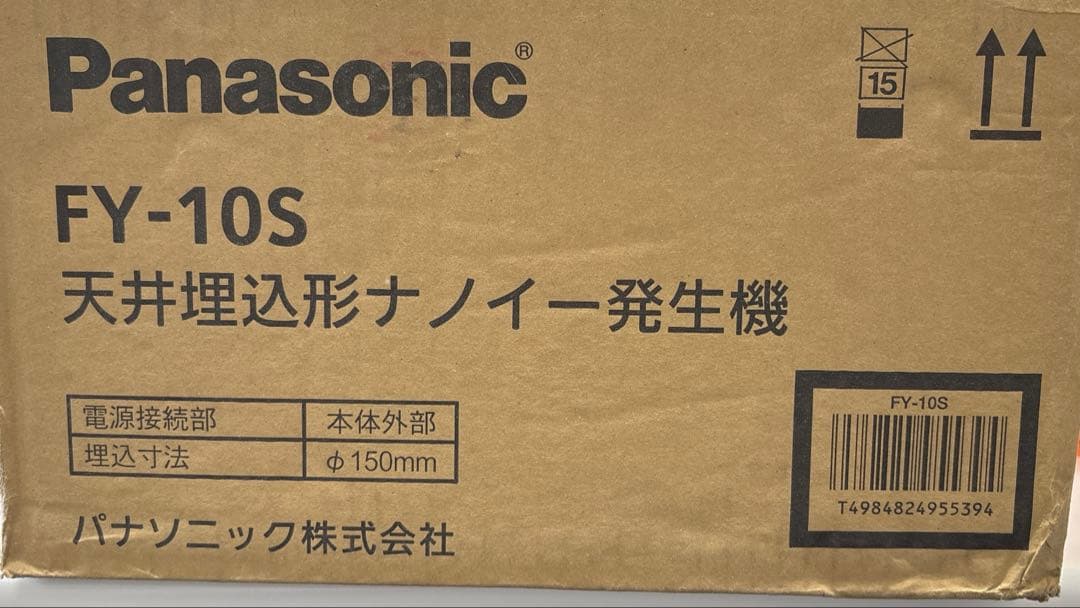 Panasonic®
15
FY-10S
天井埋込形ナノイー発生機
電源接続部 本体外部
埋込寸法 φ150mm
パナソニック株式会社
FY-10S
T4984824955394